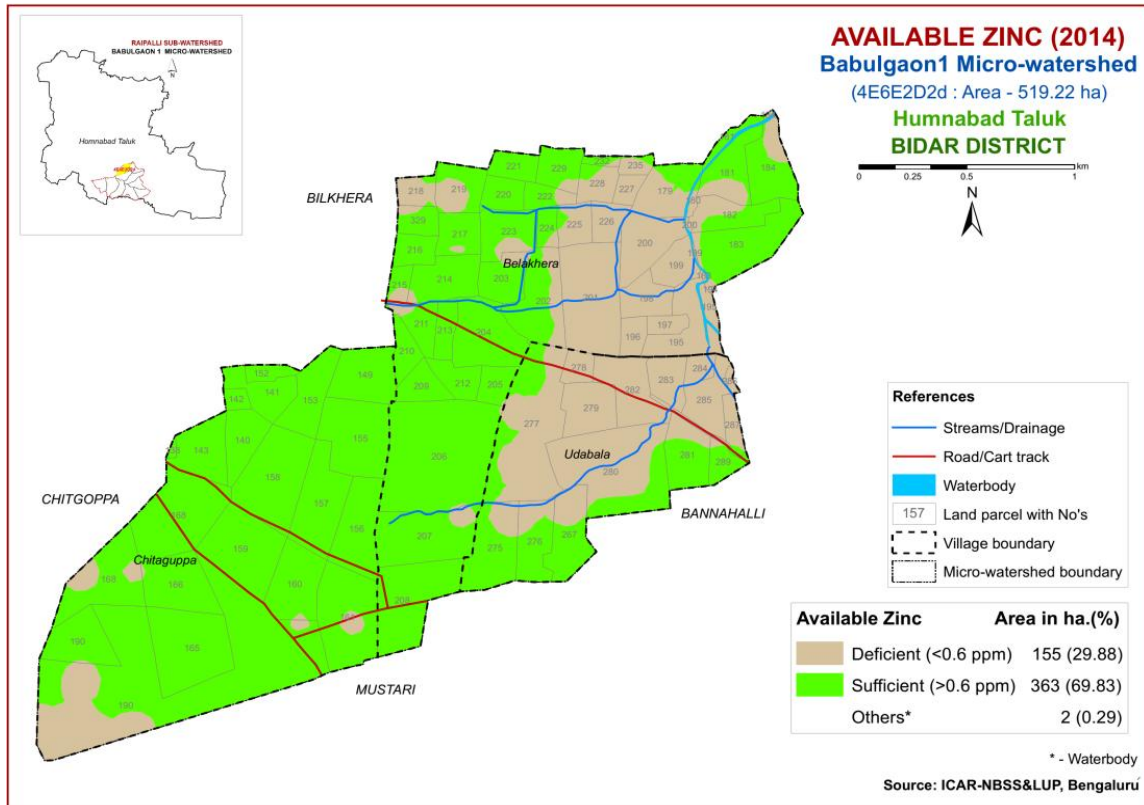 RAIPALLI SUB-WATERSHED
BABULGAON 1 MICRO-WATERSHED
N
Homnabad Taluk
AVAILABLE ZINC (2014)
Babulgaon1 Micro-watershed
(4E6E2D2d : Area - 519.22 ha)
Humnabad Taluk
BIDAR DISTRICT
0 0.25 0.5 1 km
N
BILKHERA
221 229 236
218 219 220 222 228 227 179 181 184
329 217 223 224 225 226 200 182
216 Belakhera 200 183
215 214 203 202 201 198 199
211 213 204 196 197 195
210 209 212 205 278 282 283 284
152 149
142 141 153 277 279 285
143 140 155 206 Udabala
158 280 281 289
CHITGOPPA
BANNAHALLI
168 157 156 207 275 276 267
Chitaguppa 159
168 166 160 208
190 165
190
MUSTARI
References
Streams/Drainage
Road/Cart track
Waterbody
157 Land parcel with No's
Village boundary
Micro-watershed boundary
Available Zinc Area in ha.(%)
Deficient (<0.6 ppm) 155 (29.88)
Sufficient (>0.6 ppm) 363 (69.83)
Others* 2 (0.29)
* - Waterbody
Source: ICAR-NBSS&LUP, Bengaluru